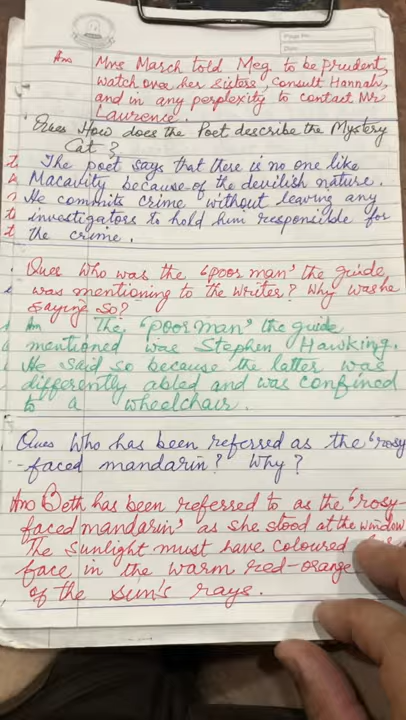 Page No.
Date
Ans Mrs March told Meg to be prudent,
watch over her sisters, consult Hannah,
and in any perplexity to contact Mr
Laurence.
Ques How does the Poet describe the Mystery
Cat?
The poet says that there is no one like
Macavity because of the devilish nature.
He commits crime without leaving any
investigators to hold him responsible for
the crime.
Ques Who was the 'poor man' the guide
was mentioning to the writer? Why was he
saying so?
Ans The 'poor man' the guide
mentioned was Stephen Hawking.
He said so because the latter was
differently abled and was confined
to a wheelchair.
Ques Who has been referred as the 'rosy
-faced mandarin? Why?
Ans Beth has been referred to as the 'rosy-
faced mandarin' as she stood at the window
The sunlight must have coloured
face in the warm red-orange
of the sun's rays.